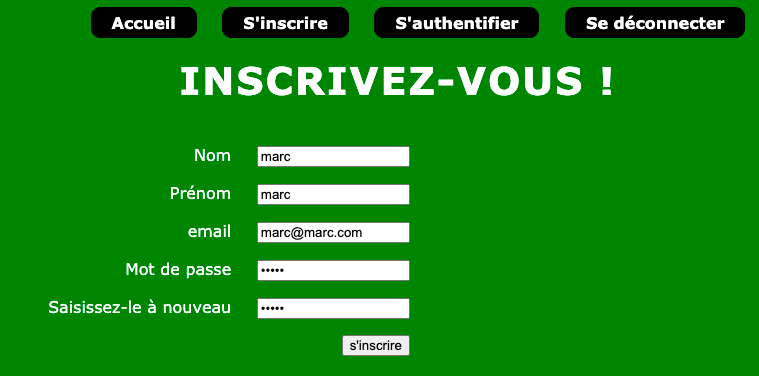 Accueil S'inscrire S'authentifier Se déconnecter
INSCRIVEZ-VOUS !
Nom marc
Prénom marc
email marc@marc.com
Mot de passe •••••
Saisissez-le à nouveau •••••
s'inscrire